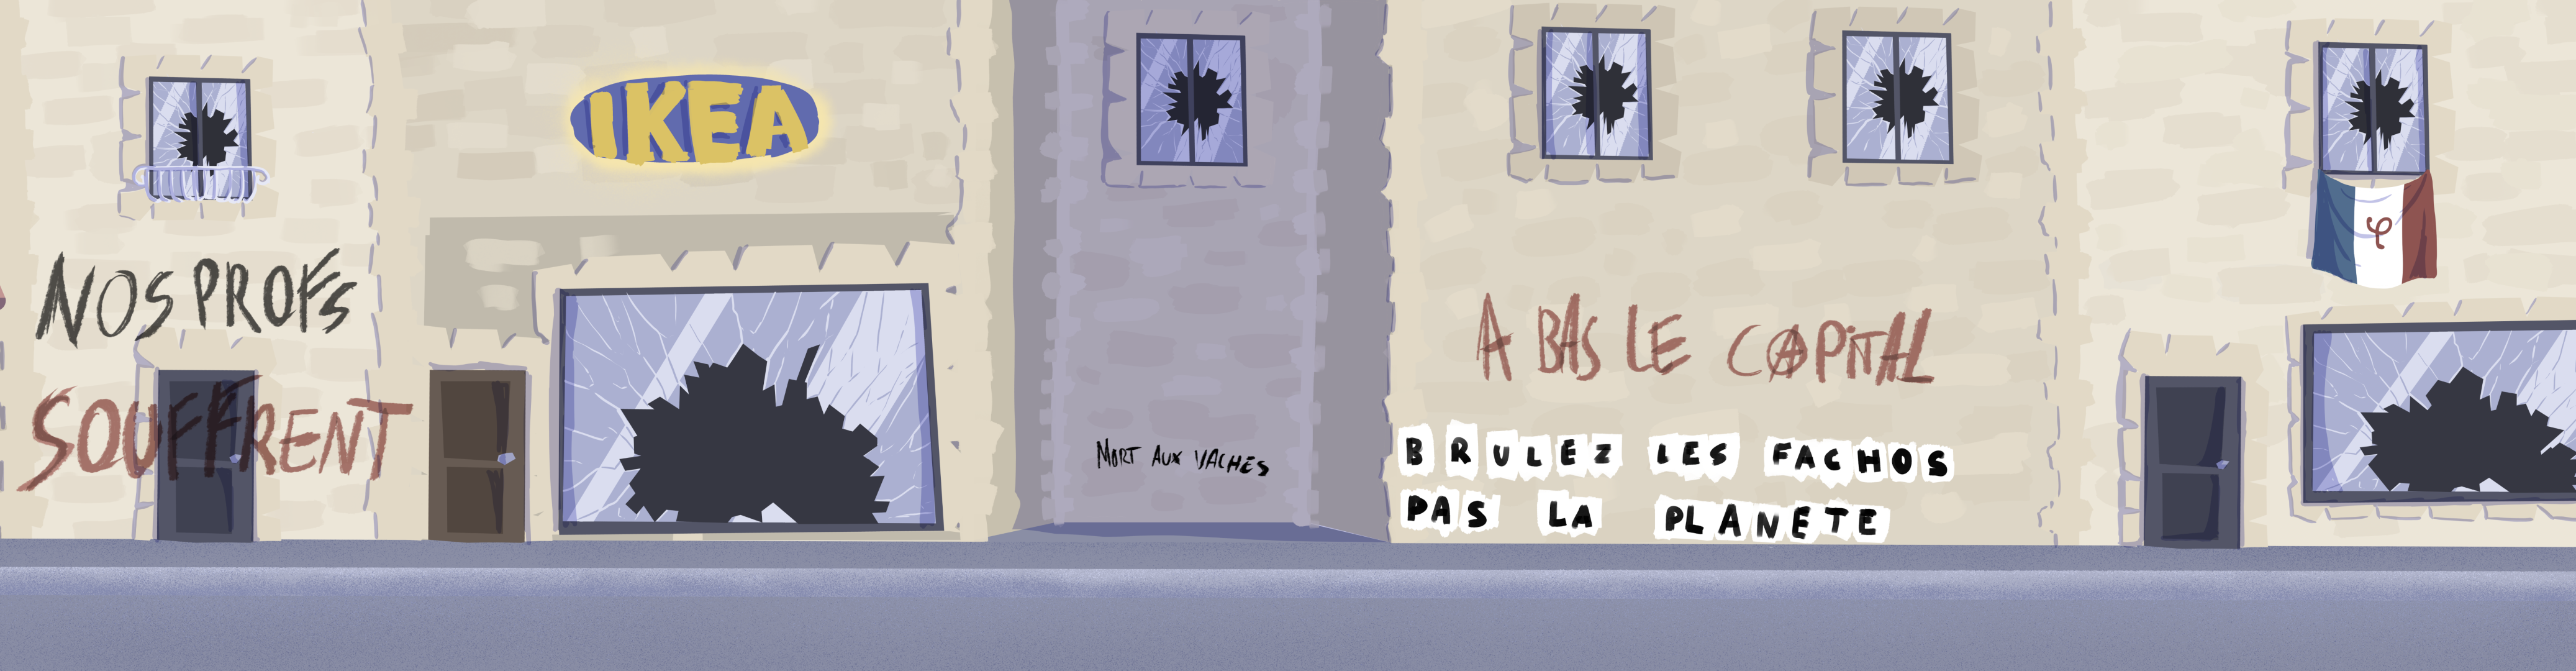 IKEA
NOS PROFS
SOUFFRENT
MORT AUX VACHES
A BAS LE CAPITAL
BRULEZ LES FACHOS
PAS LA PLANETE
φ